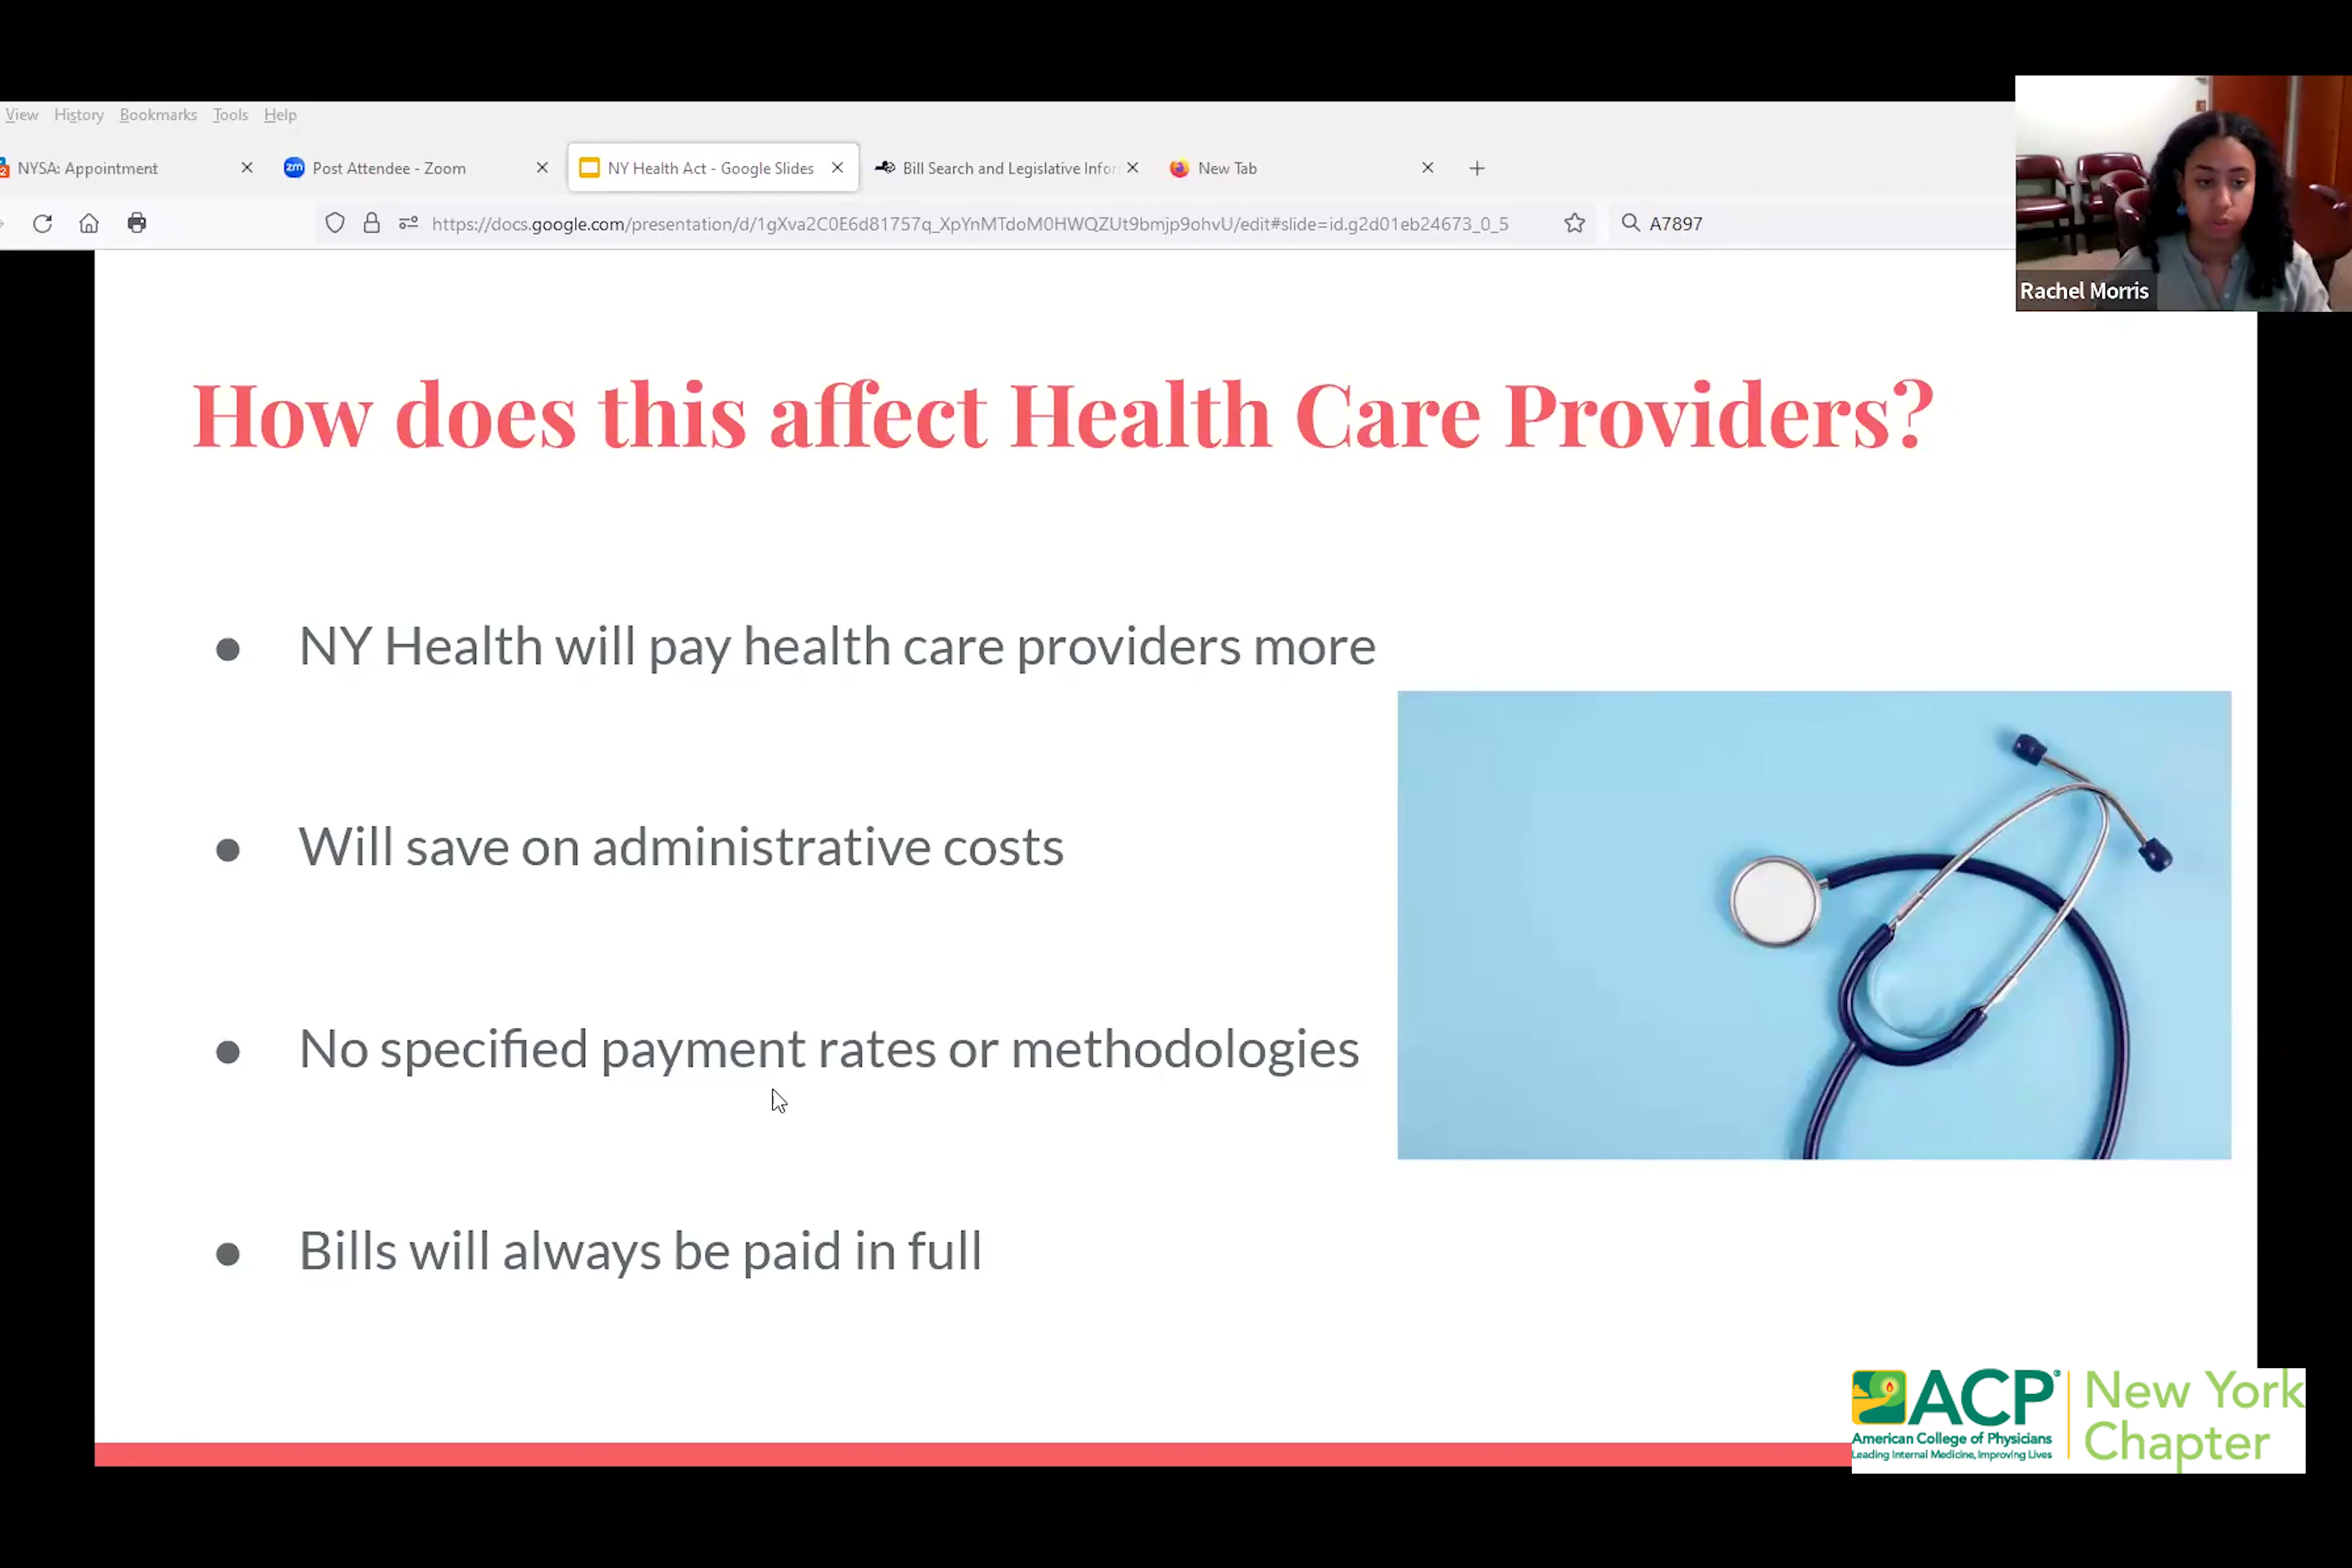 View History Bookmarks Tools Help
NYSA: Appointment
zm Post Attendee - Zoom
NY Health Act - Google Slides
Bill Search and Legislative Infor
New Tab
https://docs.google.com/presentation/d/1gXva2C0E6d81757q_XpYnMTdoM0HWQZUt9bmjp9ohvU/edit#slide=id.g2d01eb24673_0_5
A7897
Rachel Morris
How does this affect Health Care Providers?
● NY Health will pay health care providers more
● Will save on administrative costs
● No specified payment rates or methodologies
● Bills will always be paid in full
ACP®
American College of Physicians
Leading Internal Medicine, Improving Lives
New York
Chapter